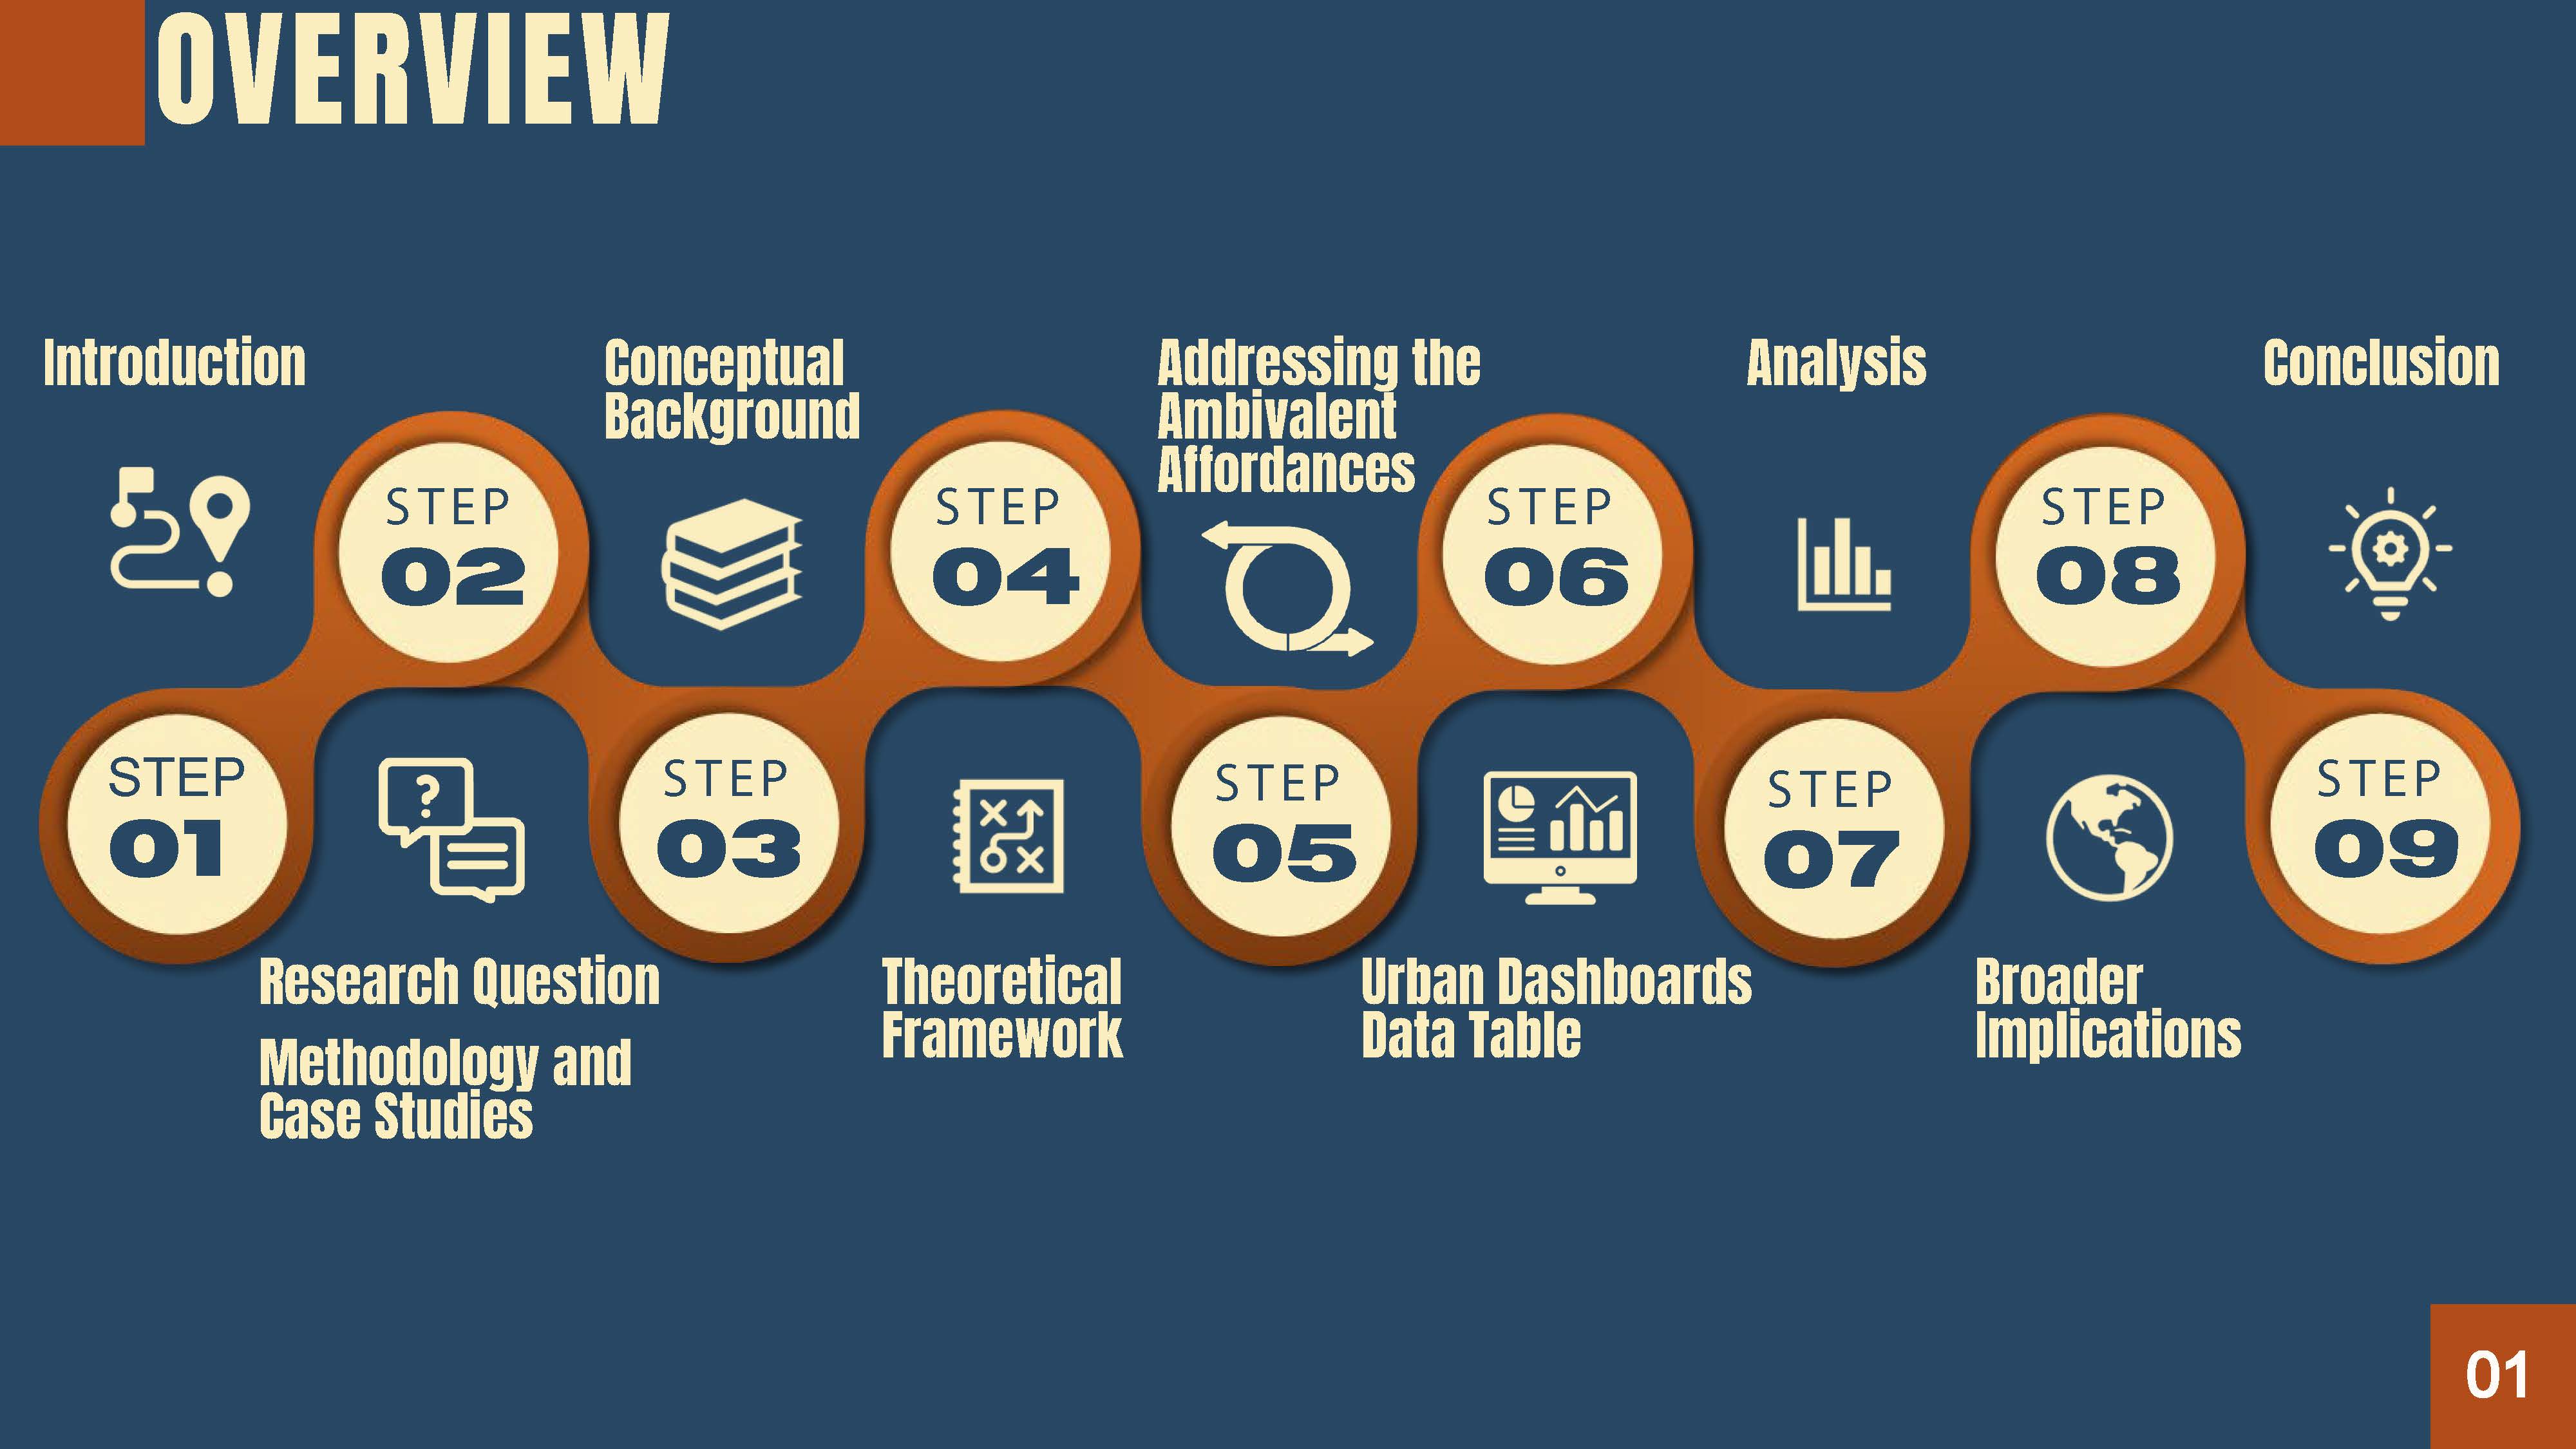 OVERVIEW
Introduction
STEP
01
STEP
02
Research Question
Methodology and
Case Studies
Conceptual
Background
STEP
03
STEP
04
Theoretical
Framework
Addressing the
Ambivalent
Affordances
STEP
05
STEP
06
Urban Dashboards
Data Table
Analysis
STEP
07
STEP
08
Broader
Implications
Conclusion
STEP
09
?
01